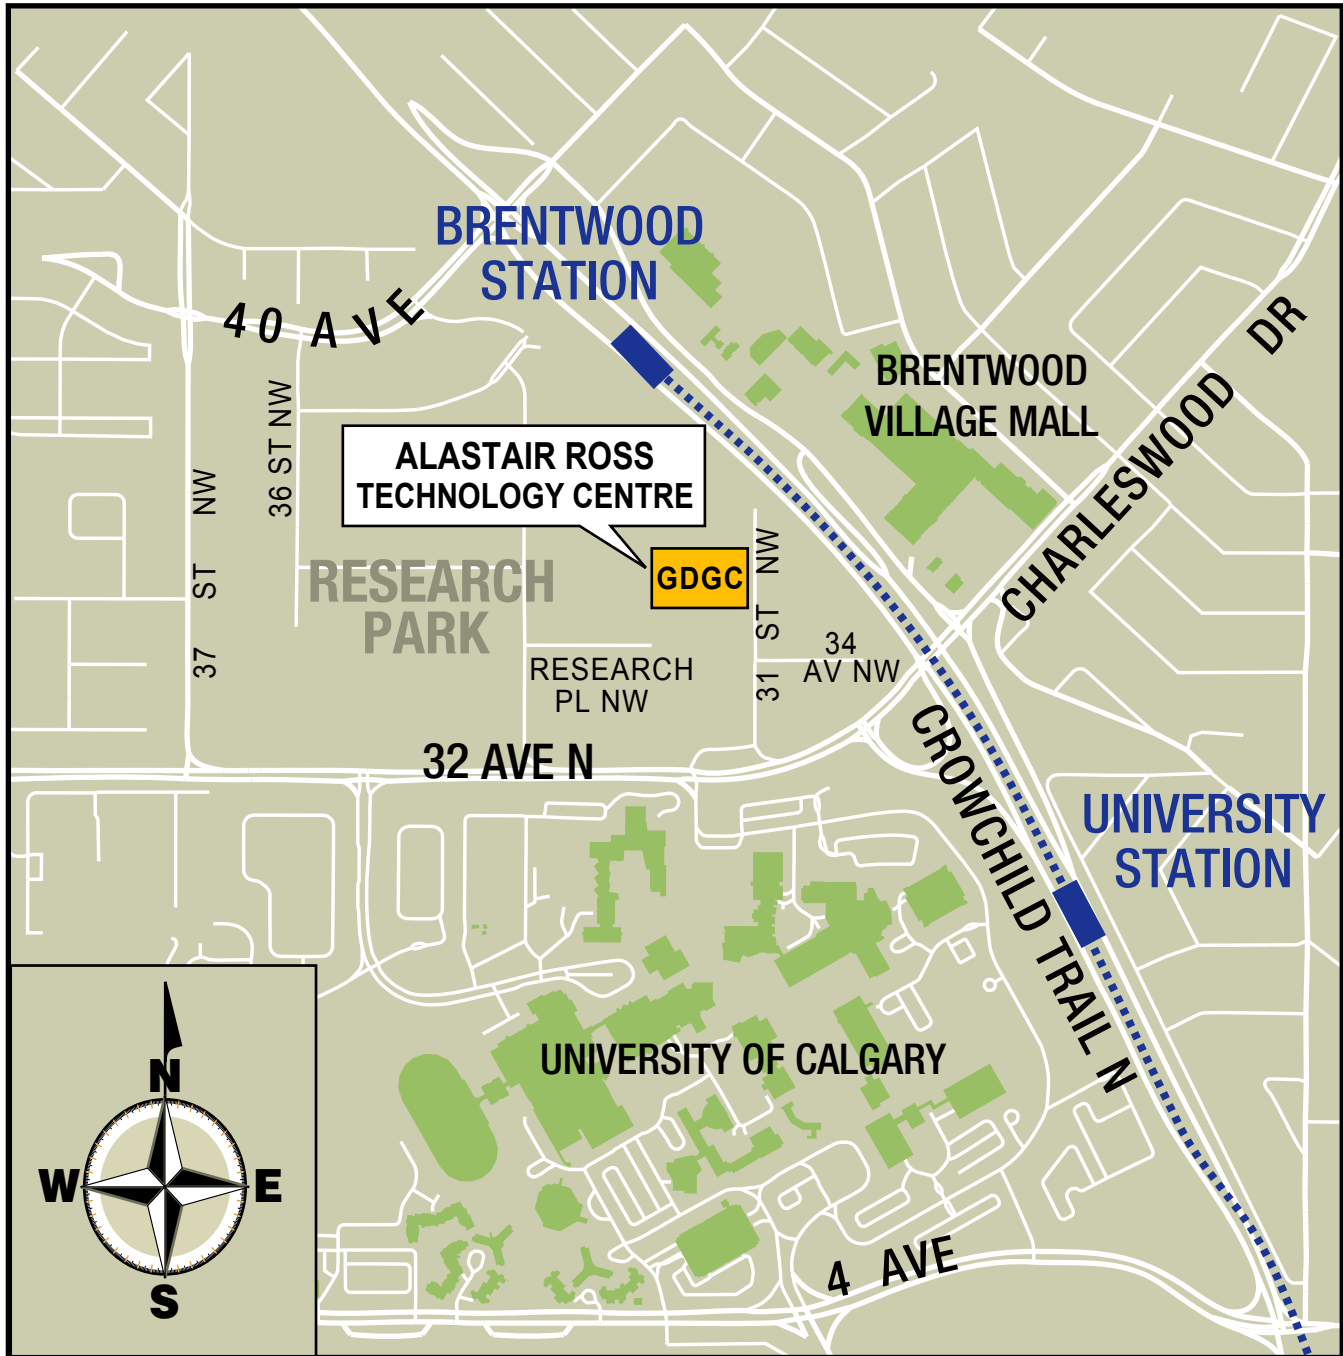 BRENTWOOD
STATION
40 AVE
BRENTWOOD
VILLAGE MALL
CHARLESWOOD DR
36 ST NW
37 ST NW
ALASTAIR ROSS
TECHNOLOGY CENTRE
GDGC
RESEARCH
PARK
31 ST NW
34
AV NW
RESEARCH
PL NW
32 AVE N
CROWCHILD TRAIL N
UNIVERSITY
STATION
UNIVERSITY OF CALGARY
4 AVE
N
W
E
S